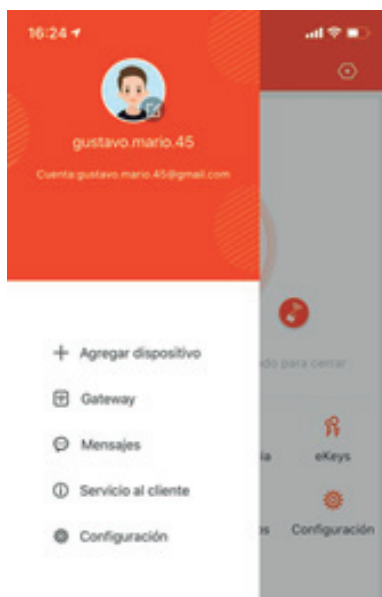 16:24
gustavo.mario.45
Cuenta:gustavo.mario.45@gmail.com
para cerrar
Agregar dispositivo
Gateway
eKeys
Mensajes
Servicio al cliente
Configuración
Configuración